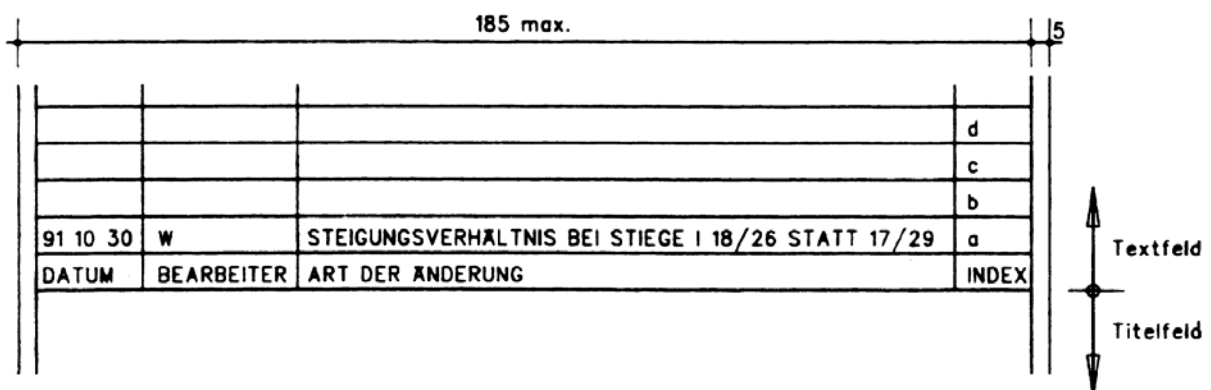 185 max.
5
d
c
b
91 10 30 W STEIGUNGSVERHÄLTNIS BEI STIEGE I 18/26 STATT 17/29 a
Textfeld
DATUM BEARBEITER ART DER ÄNDERUNG INDEX
Titelfeld